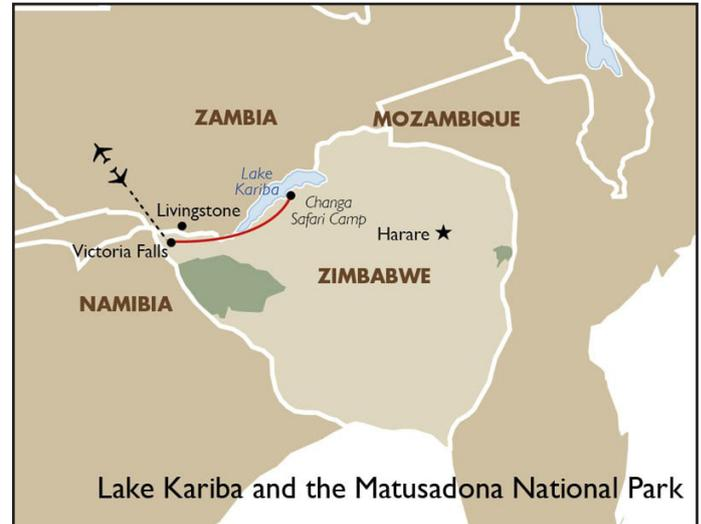 ZAMBIA
MOZAMBIQUE
Lake
Kariba
Changa
Safari Camp
Livingstone
Harare
Victoria Falls
ZIMBABWE
NAMIBIA
Lake Kariba and the Matusadona National Park